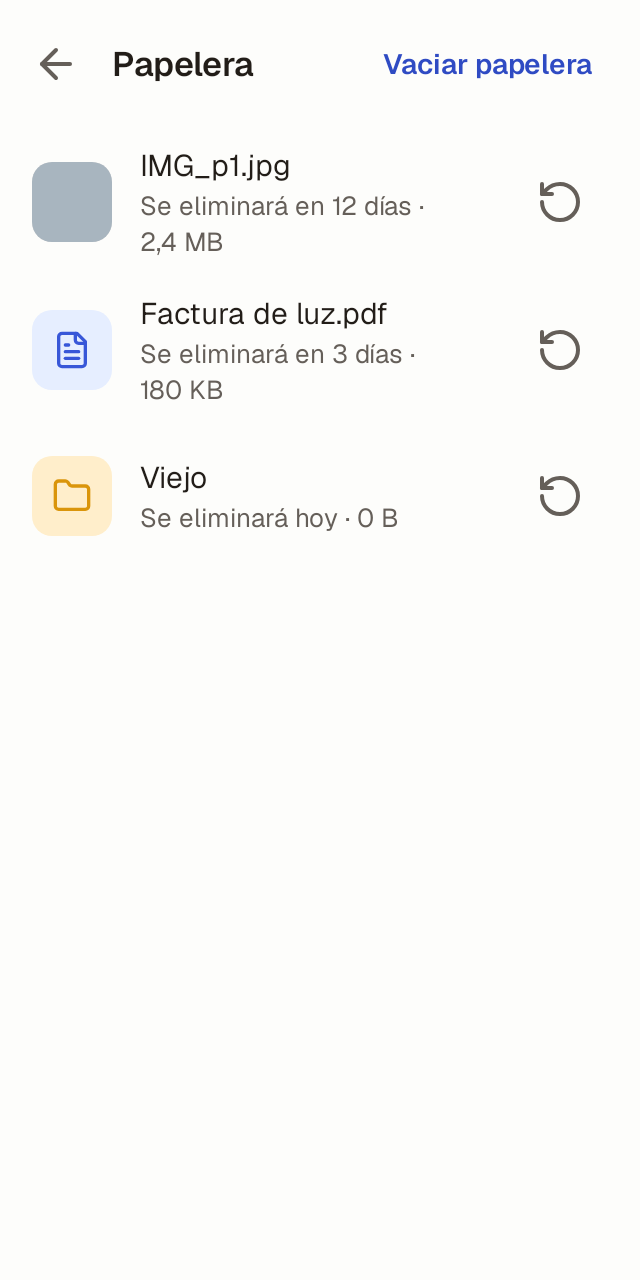 Papelera
Vaciar papelera
IMG_p1.jpg
Se eliminará en 12 días ·
2,4 MB
Factura de luz.pdf
Se eliminará en 3 días ·
180 KB
Viejo
Se eliminará hoy · 0 B